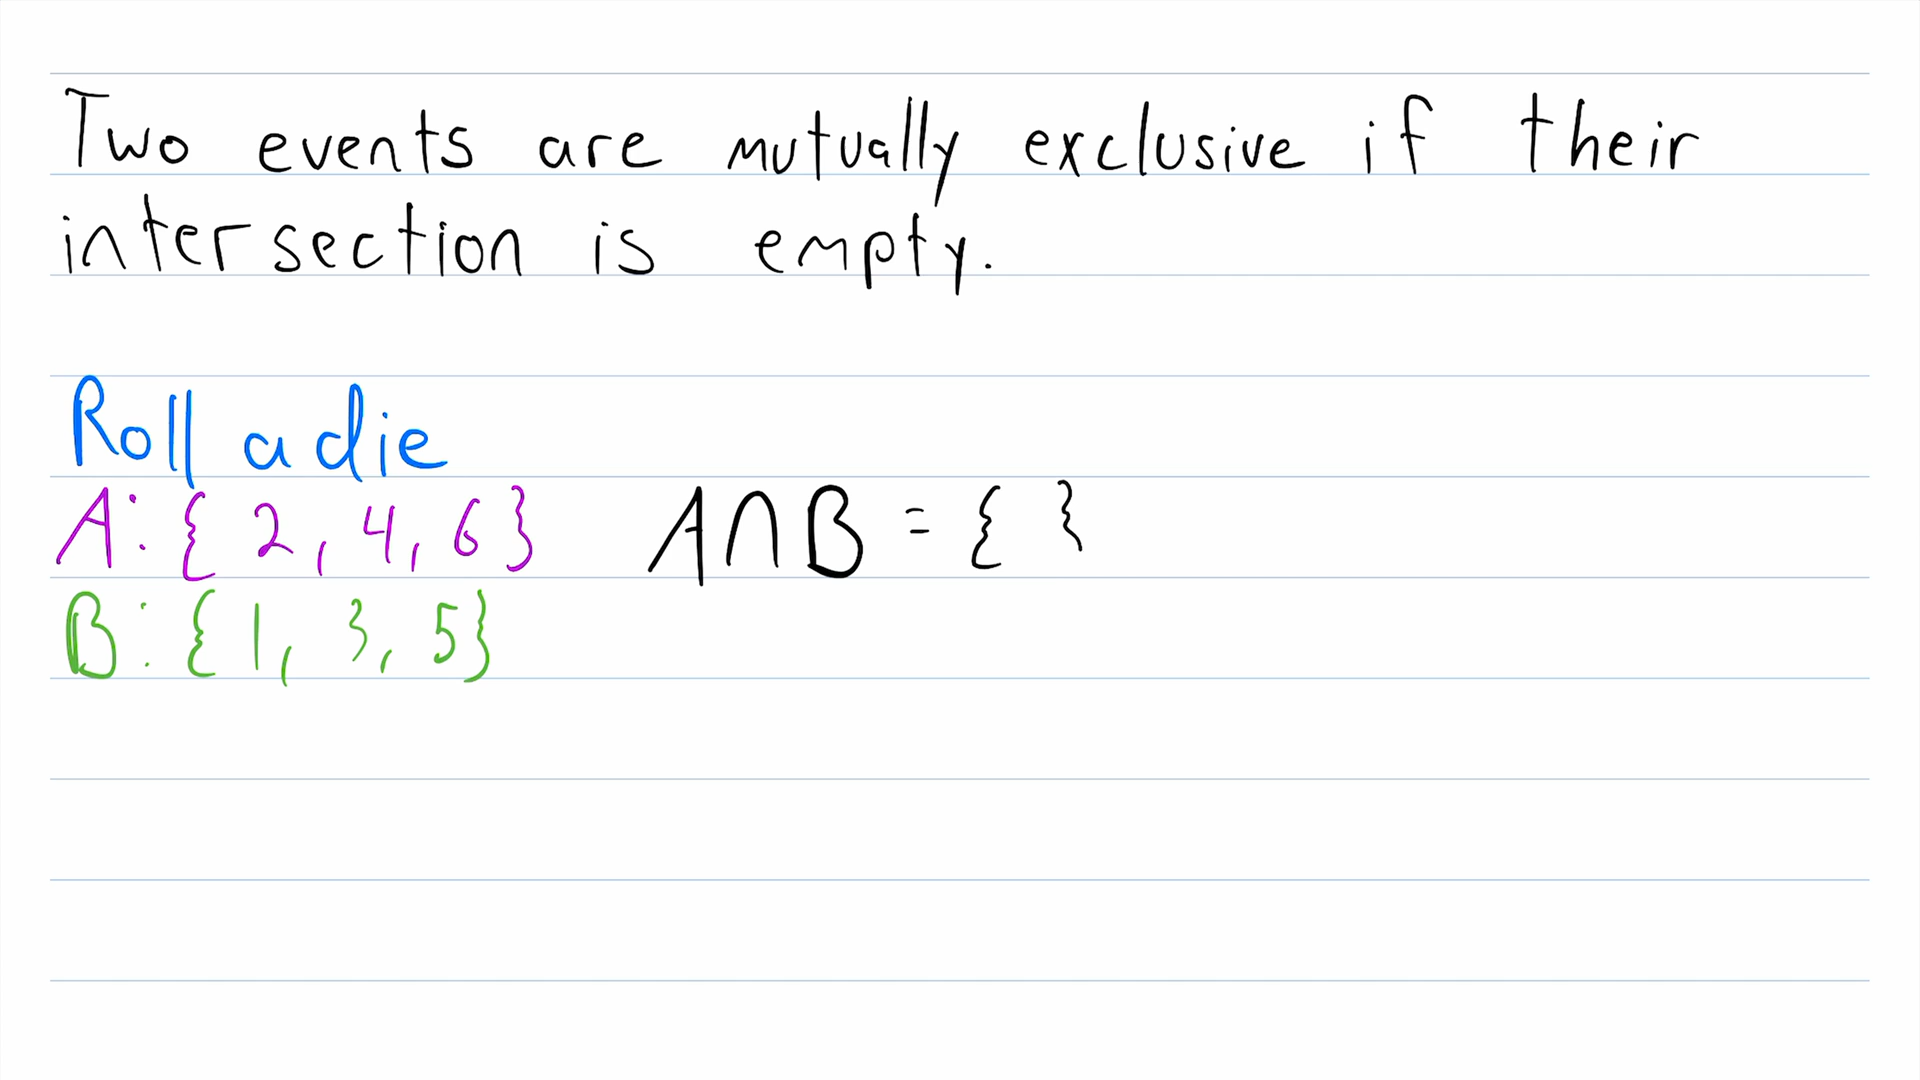 Two events are mutually exclusive if their
intersection is empty.
Roll a die
A: { 2, 4, 6} A∩B = { }
B: { 1, 3, 5}